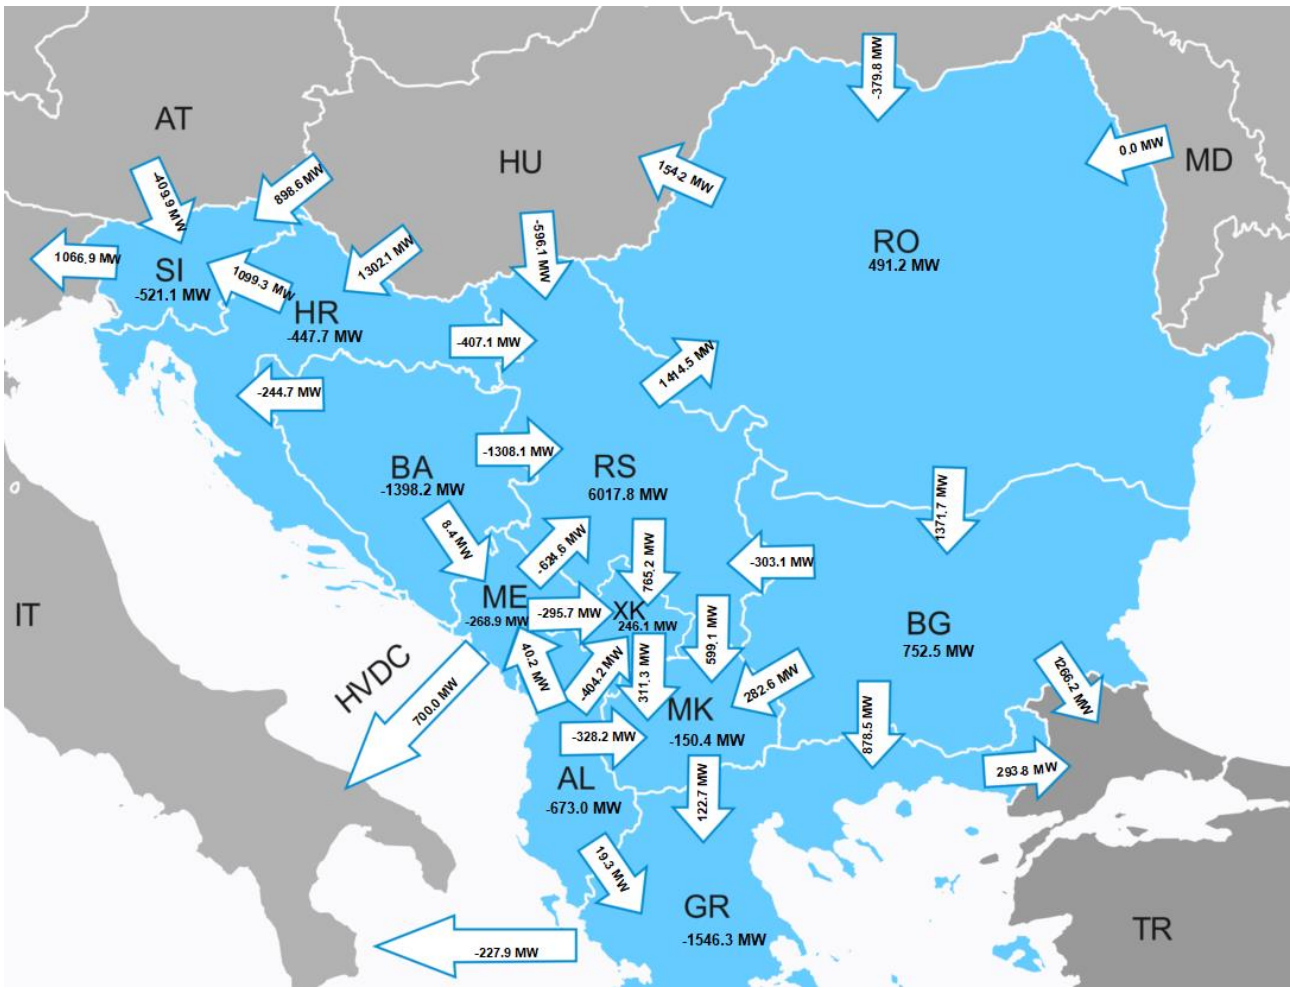 -379.8 MW
AT
HU
154.2 MW
0.0 MW
MD
-409.9 MW
898.6 MW
1302.1 MW
-596.1 MW
RO
491.2 MW
1066.9 MW
SI
-521.1 MW
1099.3 MW
HR
-447.7 MW
-407.1 MW
1414.5 MW
-244.7 MW
BA
-1398.2 MW
-1308.1 MW
RS
6017.8 MW
1371.7 MW
8.4 MW
-624.6 MW
765.2 MW
-303.1 MW
IT
ME
-268.9 MW
-295.7 MW
XK
246.1 MW
599.1 MW
BG
752.5 MW
HVDC
700.0 MW
40.2 MW
-404.2 MW
311.3 MW
282.6 MW
1266.2 MW
MK
-150.4 MW
-328.2 MW
878.5 MW
293.8 MW
AL
-673.0 MW
122.7 MW
19.3 MW
GR
-1546.3 MW
TR
-227.9 MW